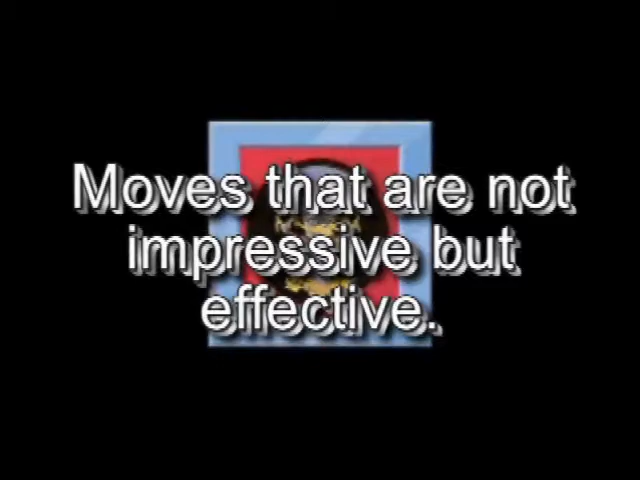 Moves that are not
impressive but
effective.